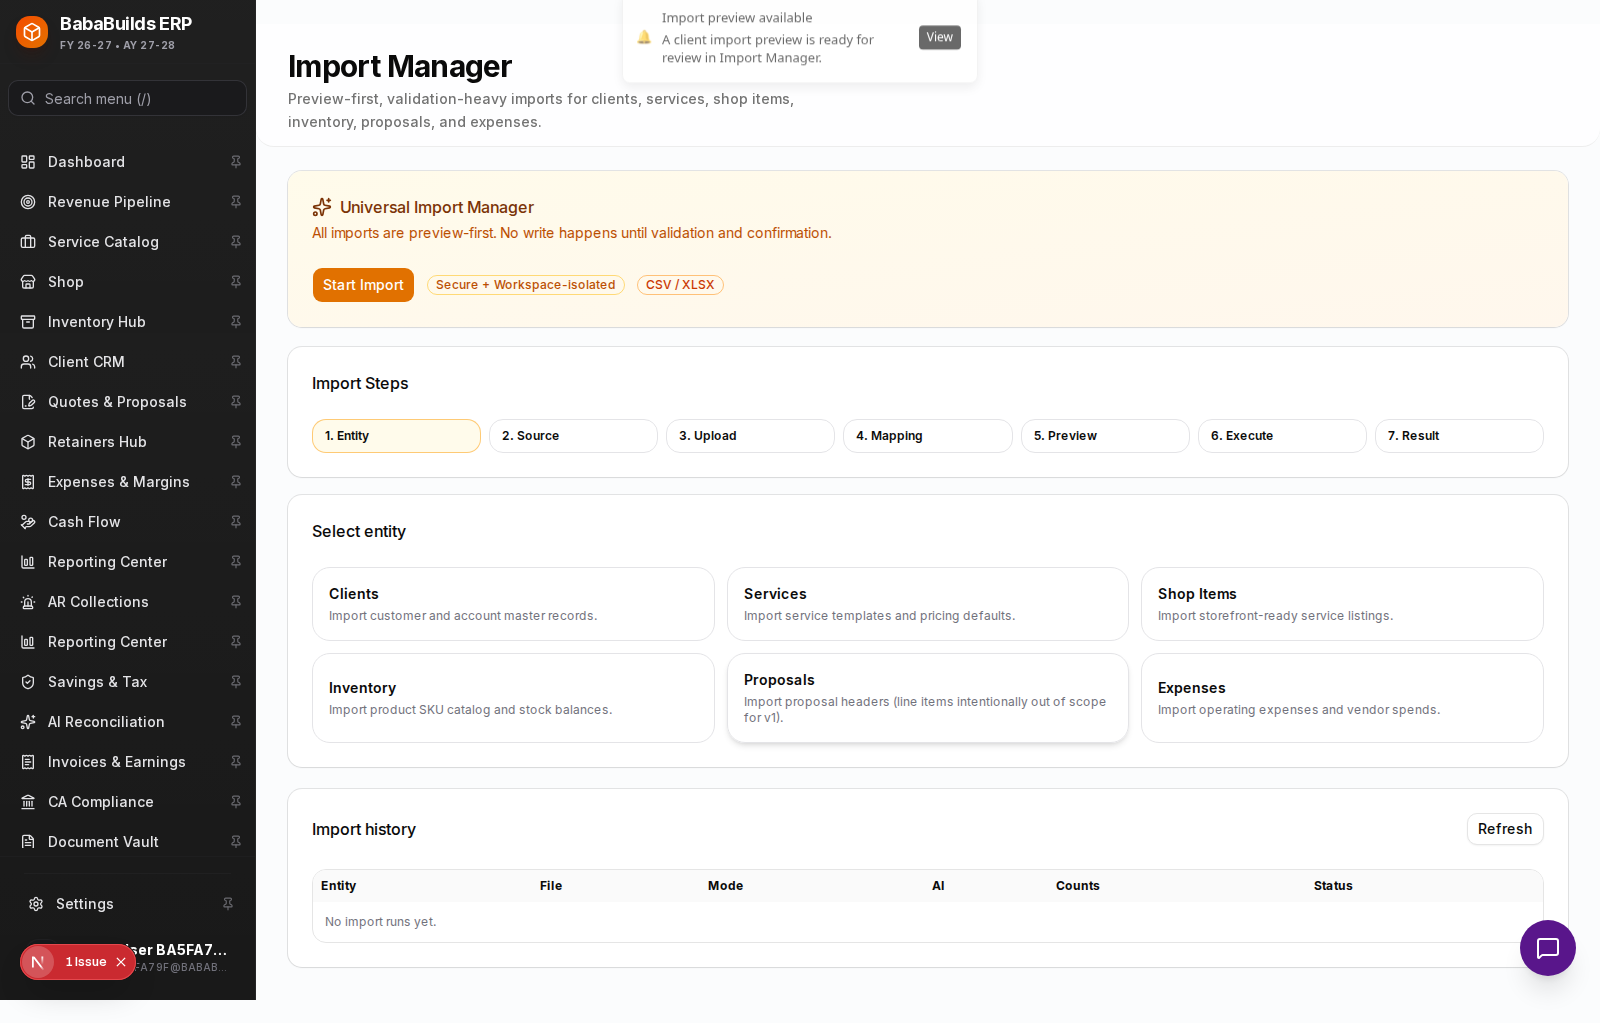 BabaBuilds ERP
FY 26-27 • AY 27-28
Search menu (/)
Dashboard
Revenue Pipeline
Service Catalog
Shop
Inventory Hub
Client CRM
Quotes & Proposals
Retainers Hub
Expenses & Margins
Cash Flow
Reporting Center
AR Collections
Reporting Center
Savings & Tax
AI Reconciliation
Invoices & Earnings
CA Compliance
Document Vault
Settings
ser BA5FA7...
FA79F@BABAB...
1 Issue
Import preview available
A client import preview is ready for
review in Import Manager.
View
Import Manager
Preview-first, validation-heavy imports for clients, services, shop items,
inventory, proposals, and expenses.
Universal Import Manager
All imports are preview-first. No write happens until validation and confirmation.
Start Import
Secure + Workspace-isolated
CSV / XLSX
Import Steps
1. Entity
2. Source
3. Upload
4. Mapping
5. Preview
6. Execute
7. Result
Select entity
Clients
Import customer and account master records.
Services
Import service templates and pricing defaults.
Shop Items
Import storefront-ready service listings.
Inventory
Import product SKU catalog and stock balances.
Proposals
Import proposal headers (line items intentionally out of scope
for v1).
Expenses
Import operating expenses and vendor spends.
Import history
Refresh
Entity File Mode AI Counts Status
No import runs yet.